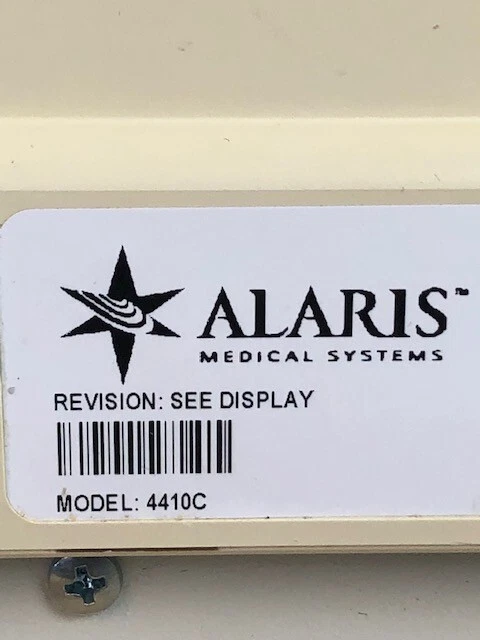 ALARIS™
MEDICAL SYSTEMS
REVISION: SEE DISPLAY
MODEL: 4410C